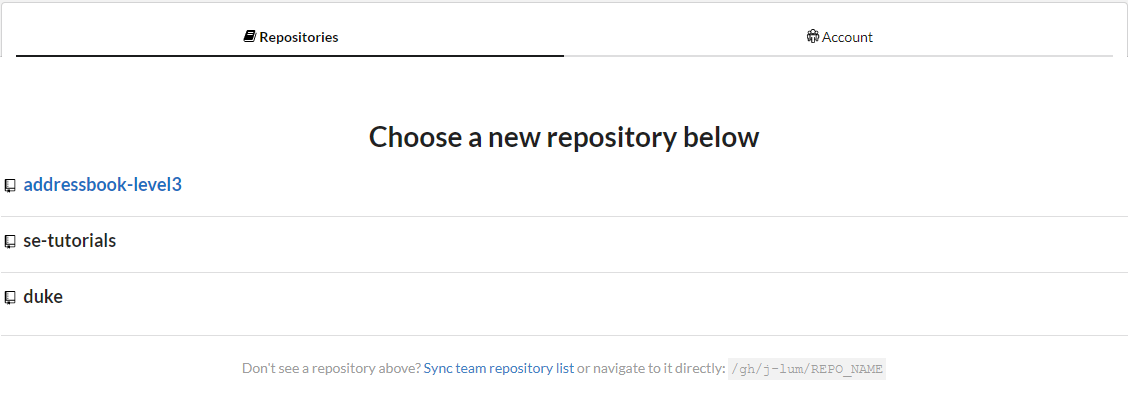 Repositories
Account
Choose a new repository below
addressbook-level3
se-tutorials
duke
Don't see a repository above? Sync team repository list or navigate to it directly: /gh/j-lum/REPO_NAME